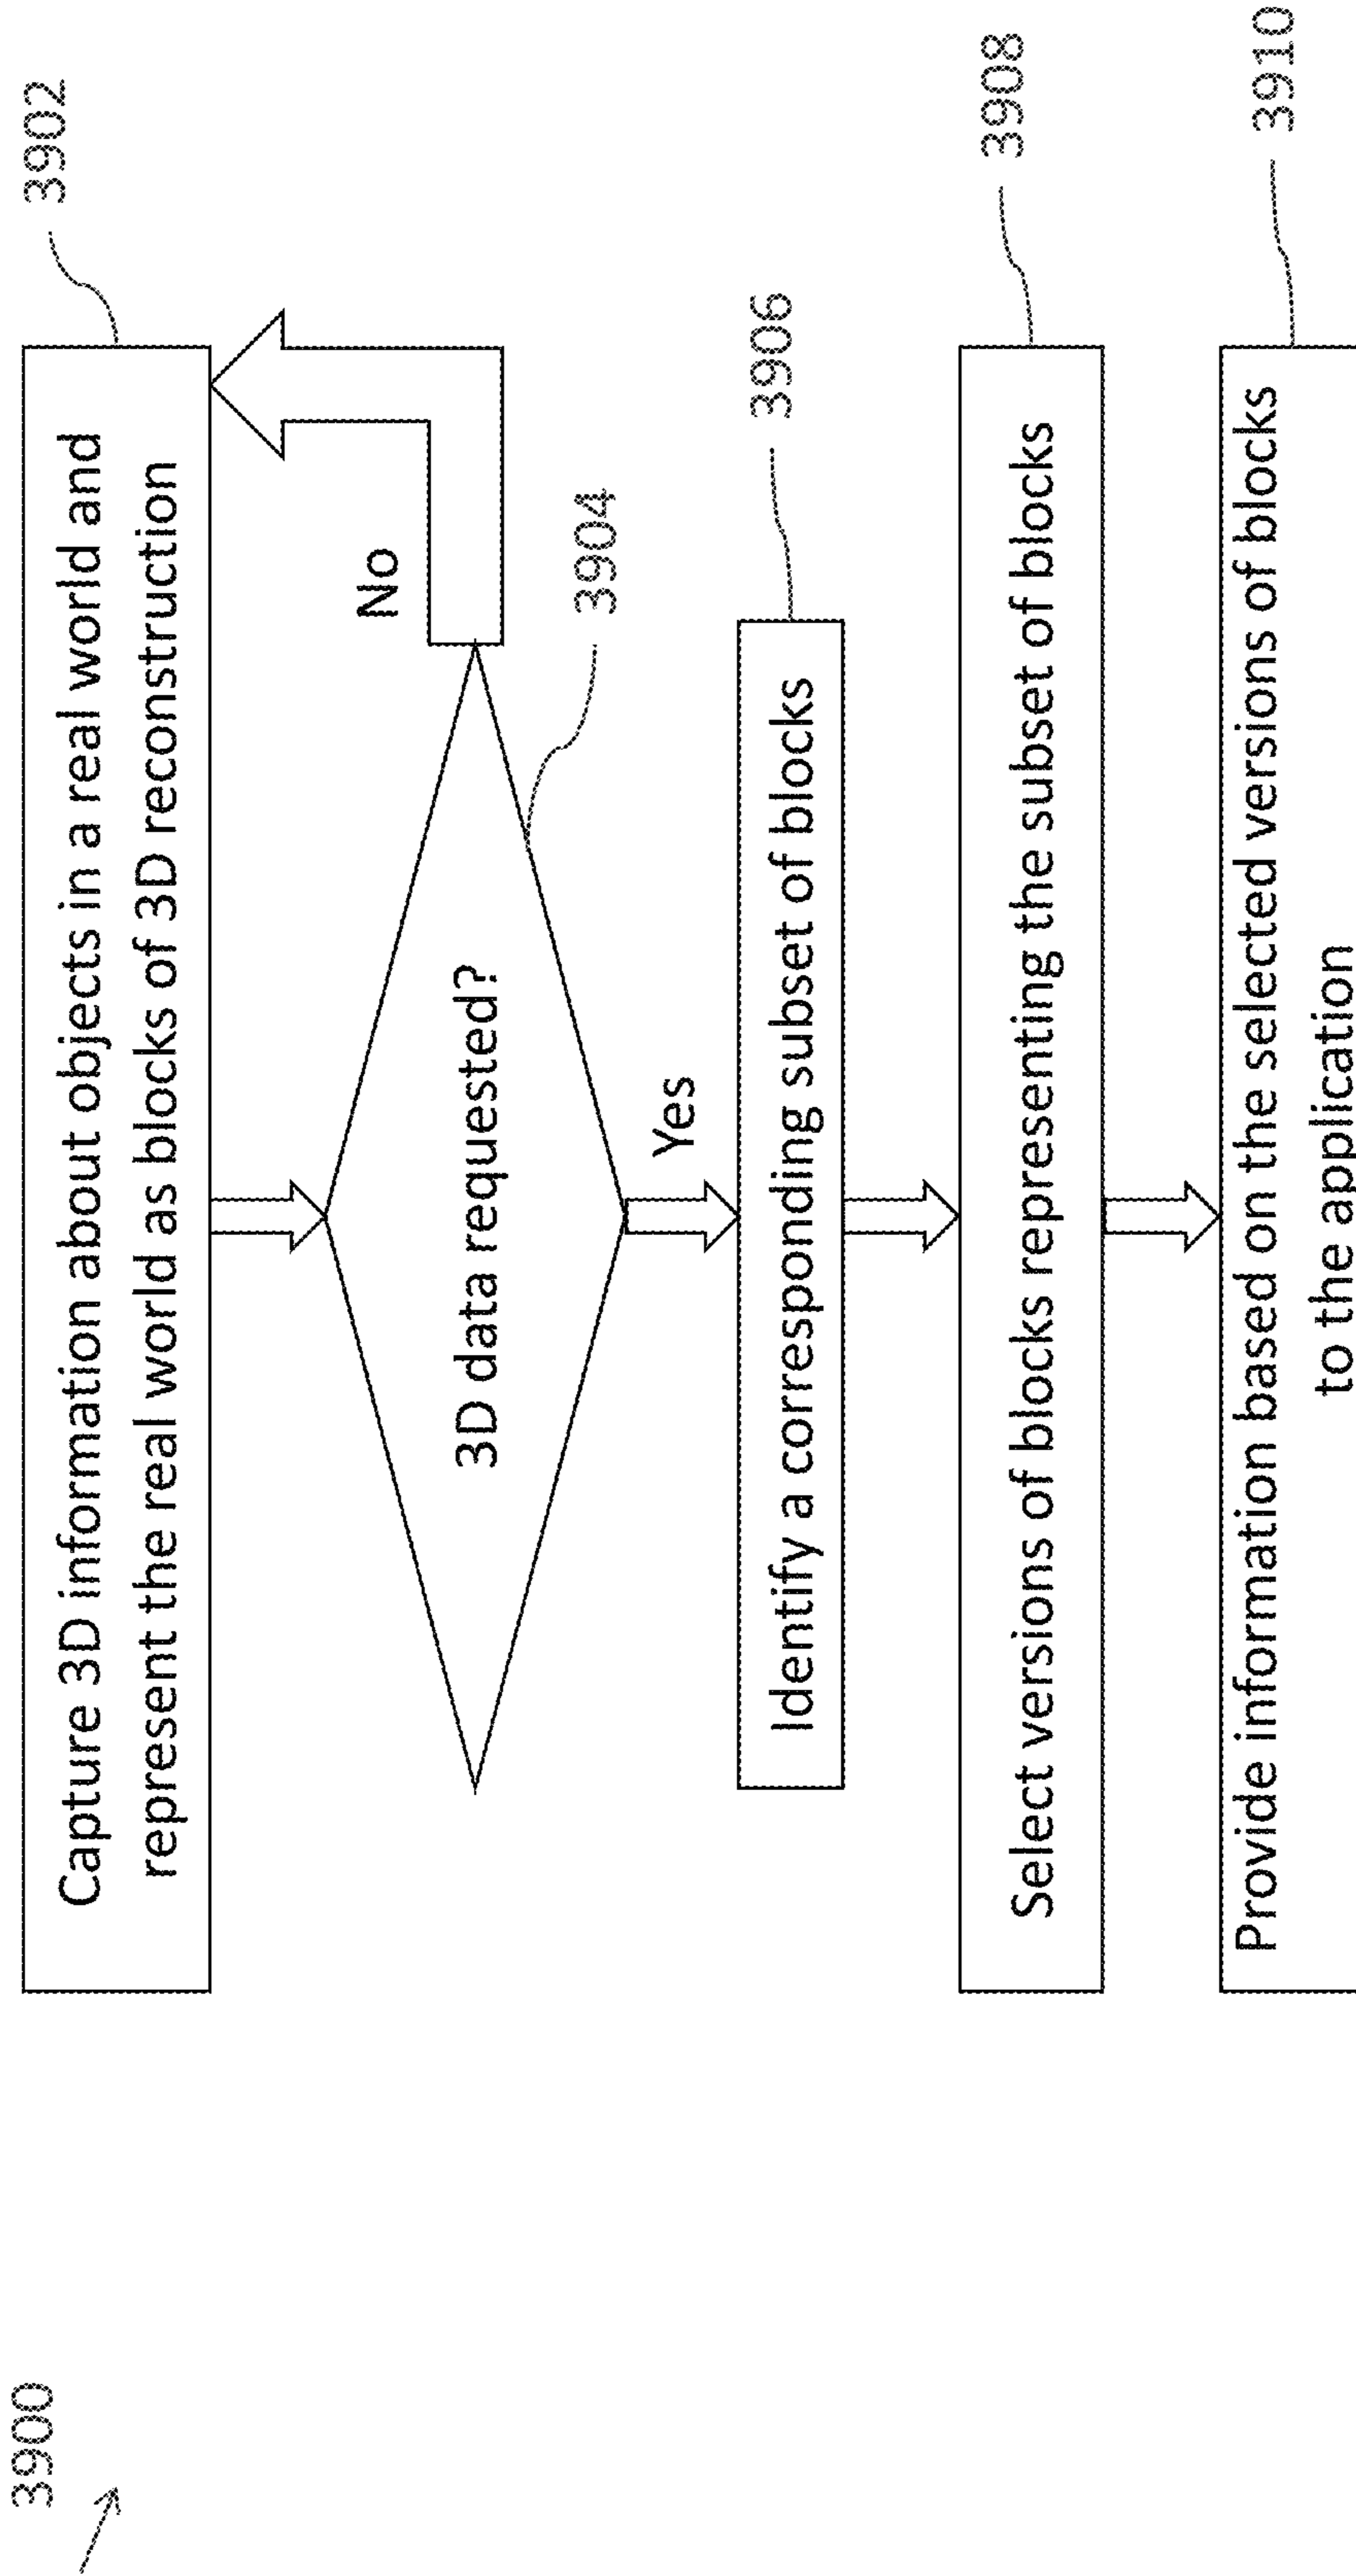 3900
3902
Capture 3D information about objects in a real world and
represent the real world as blocks of 3D reconstruction
3D data requested?
No
3904
Yes
3906
Identify a corresponding subset of blocks
3908
Select versions of blocks representing the subset of blocks
3910
Provide information based on the selected versions of blocks
to the application